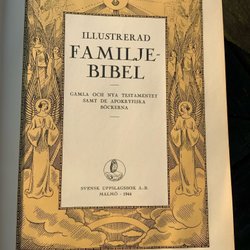 ILLUSTRERAD
FAMILJE-
BIBEL
GAMLA OCH NYA TESTAMENTET
SAMT DE APOKRYFISKA
BÖCKERNA
SVENSK UPPSLAGSBOK A.B.
MALMÖ - 1944